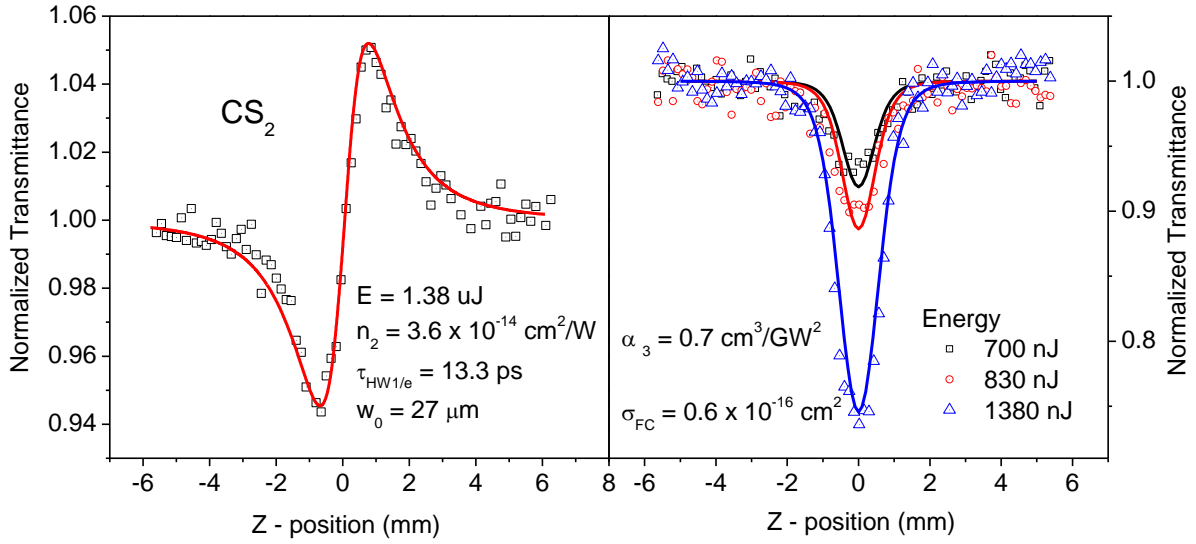 1.06
1.04
1.02
1.00
0.98
0.96
0.94
Normalized Transmittance
CS₂
E = 1.38 uJ
n₂ = 3.6 x 10⁻¹⁴ cm²/W
τHW1/e = 13.3 ps
w₀ = 27 μm
-6 -4 -2 0 2 4 6 8
Z - position (mm)
α ₃ = 0.7 cm³/GW²
σFC = 0.6 x 10⁻¹⁶ cm²
Energy
700 nJ
830 nJ
1380 nJ
-6 -4 -2 0 2 4 6
Z - position (mm)
1.0
0.9
0.8
Normalized Transmittance